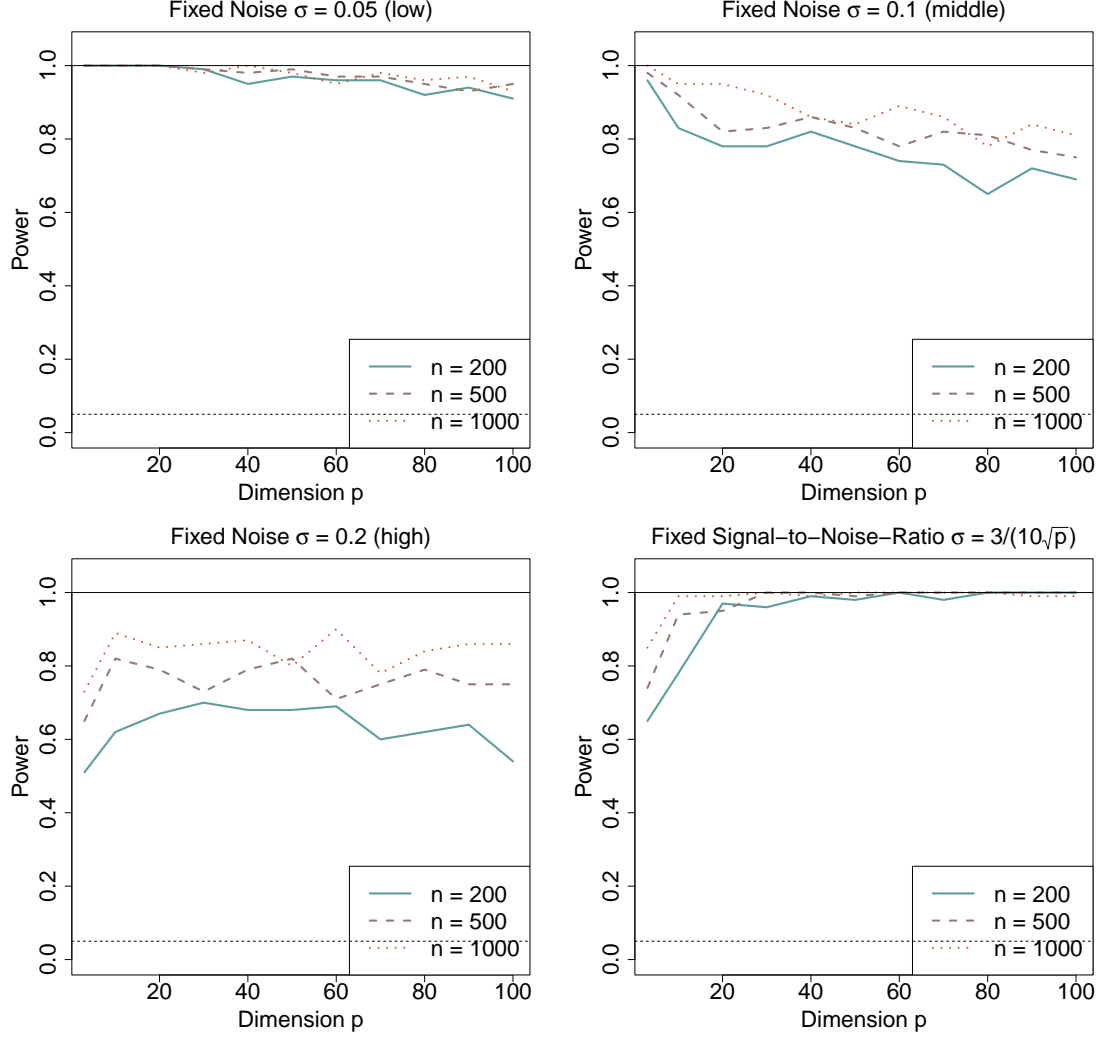 Fixed Noise σ = 0.05 (low)
Power
0.0 0.2 0.4 0.6 0.8 1.0
n = 200
n = 500
n = 1000
20 40 60 80 100
Dimension p
Fixed Noise σ = 0.1 (middle)
Power
0.0 0.2 0.4 0.6 0.8 1.0
n = 200
n = 500
n = 1000
20 40 60 80 100
Dimension p
Fixed Noise σ = 0.2 (high)
Power
0.0 0.2 0.4 0.6 0.8 1.0
n = 200
n = 500
n = 1000
20 40 60 80 100
Dimension p
Fixed Signal−to−Noise−Ratio σ = 3/(10√p)
Power
0.0 0.2 0.4 0.6 0.8 1.0
n = 200
n = 500
n = 1000
20 40 60 80 100
Dimension p